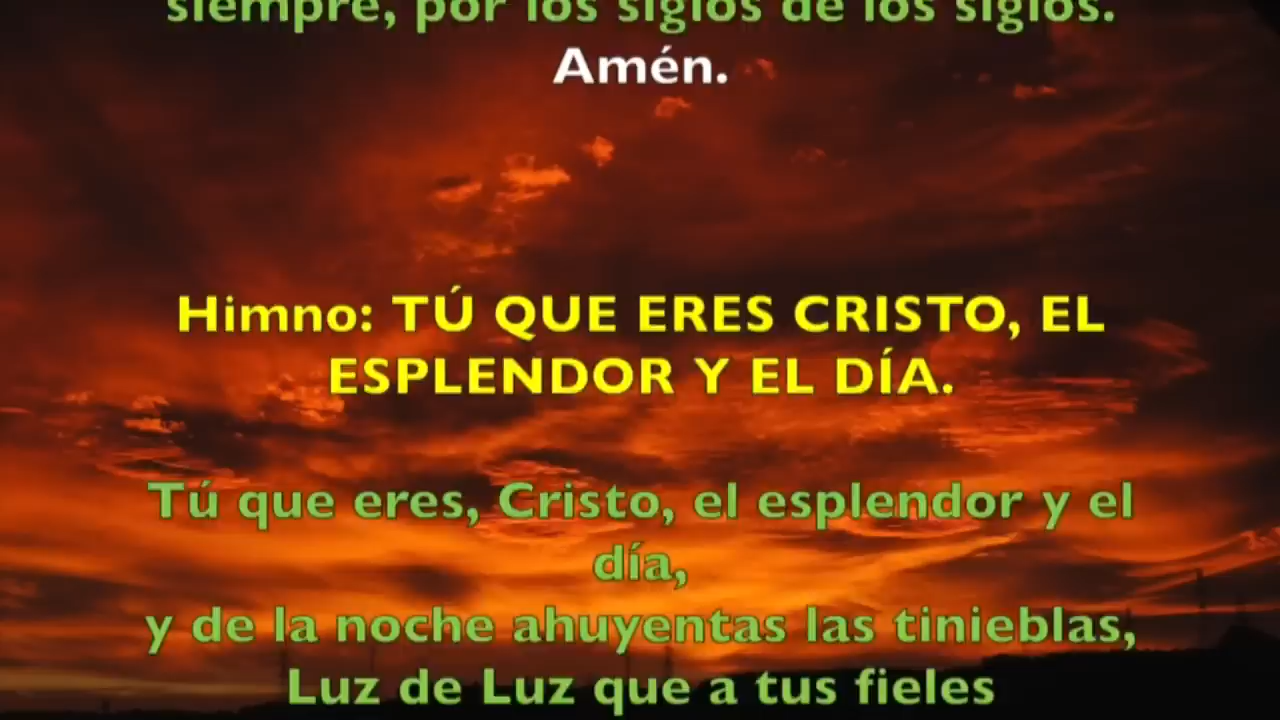 siempre, por los siglos de los siglos.
Amén.
Himno: TÚ QUE ERES CRISTO, EL
ESPLENDOR Y EL DÍA.
Tú que eres, Cristo, el esplendor y el
día,
y de la noche ahuyentas las tinieblas,
Luz de Luz que a tus fieles